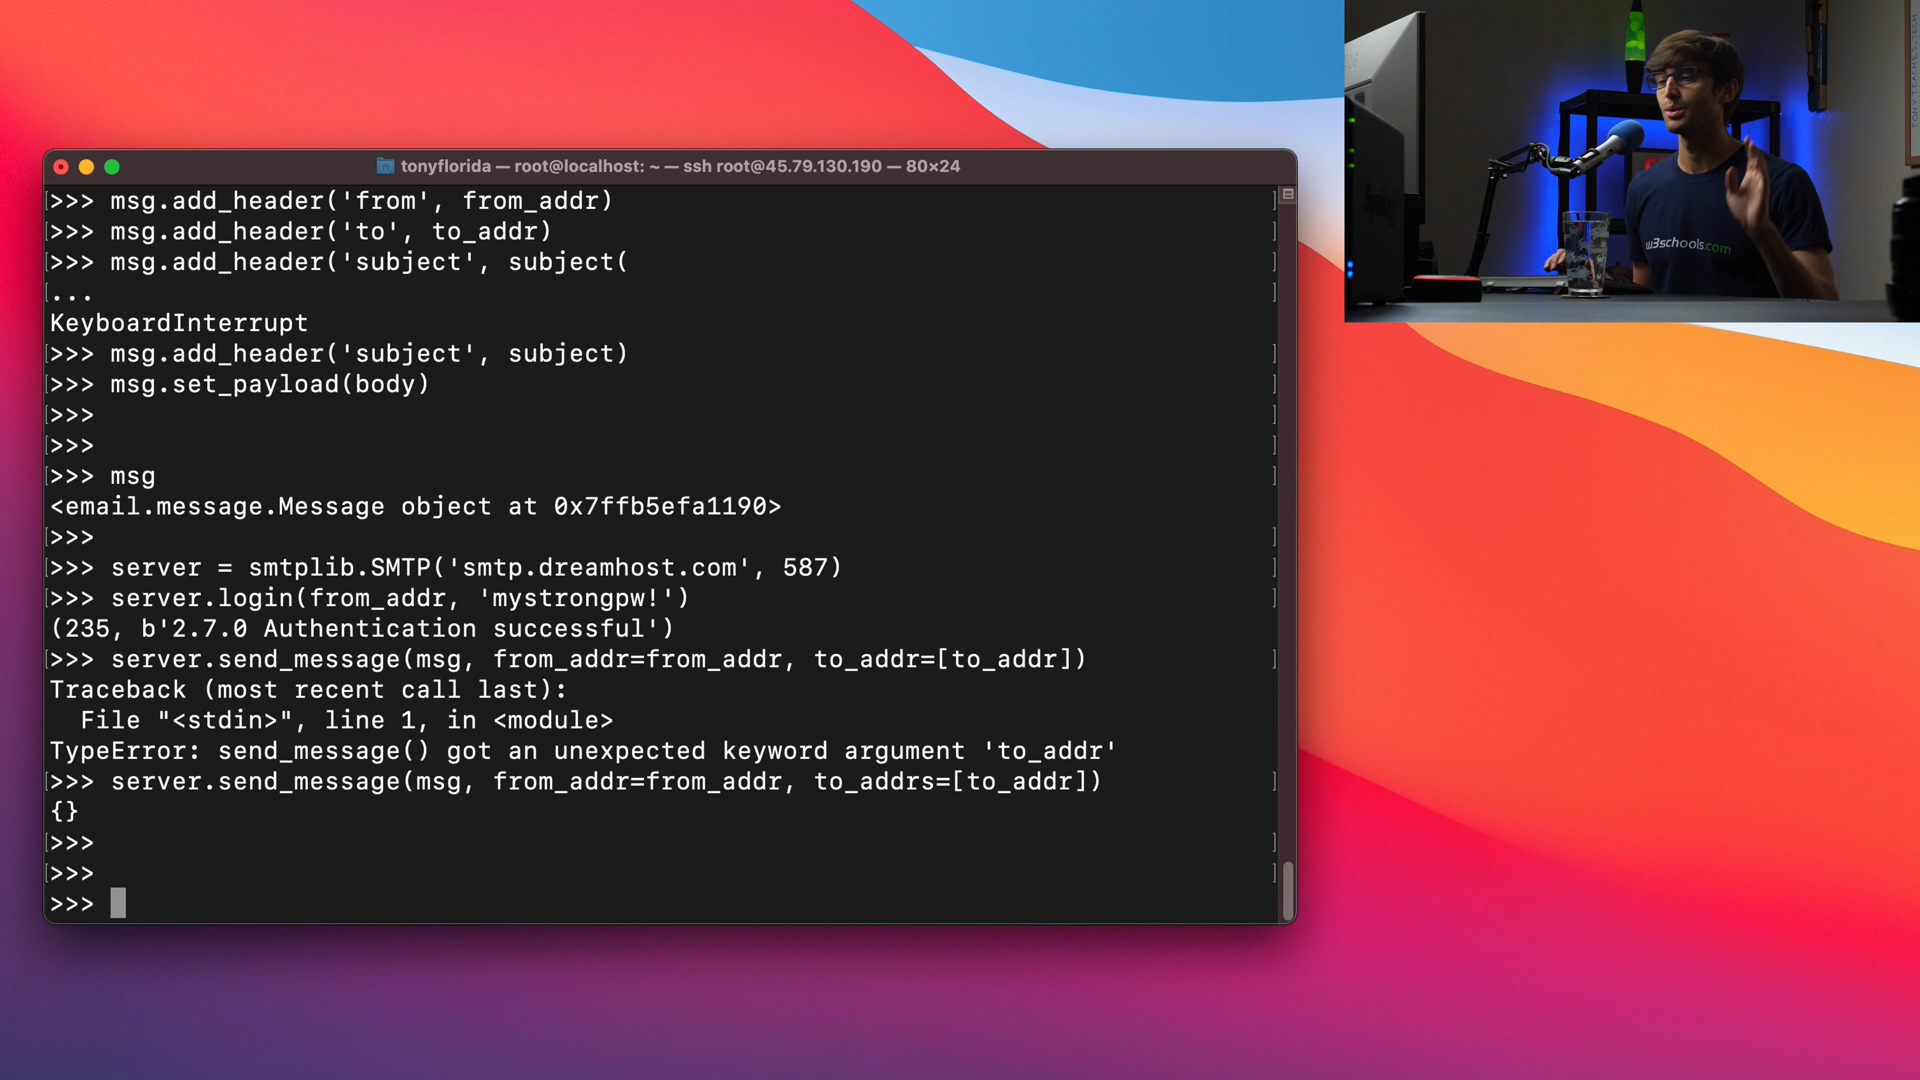 tonyflorida — root@localhost: ~ — ssh root@45.79.130.190 — 80×24
>>> msg.add_header('from', from_addr)
>>> msg.add_header('to', to_addr)
>>> msg.add_header('subject', subject(
...
KeyboardInterrupt
>>> msg.add_header('subject', subject)
>>> msg.set_payload(body)
>>>
>>>
>>> msg
<email.message.Message object at 0x7ffb5efa1190>
>>>
>>> server = smtplib.SMTP('smtp.dreamhost.com', 587)
>>> server.login(from_addr, 'mystrongpw!')
(235, b'2.7.0 Authentication successful')
>>> server.send_message(msg, from_addr=from_addr, to_addr=[to_addr])
Traceback (most recent call last):
  File "<stdin>", line 1, in <module>
TypeError: send_message() got an unexpected keyword argument 'to_addr'
>>> server.send_message(msg, from_addr=from_addr, to_addrs=[to_addr])
{}
>>>
>>>
>>>
w3schools.com